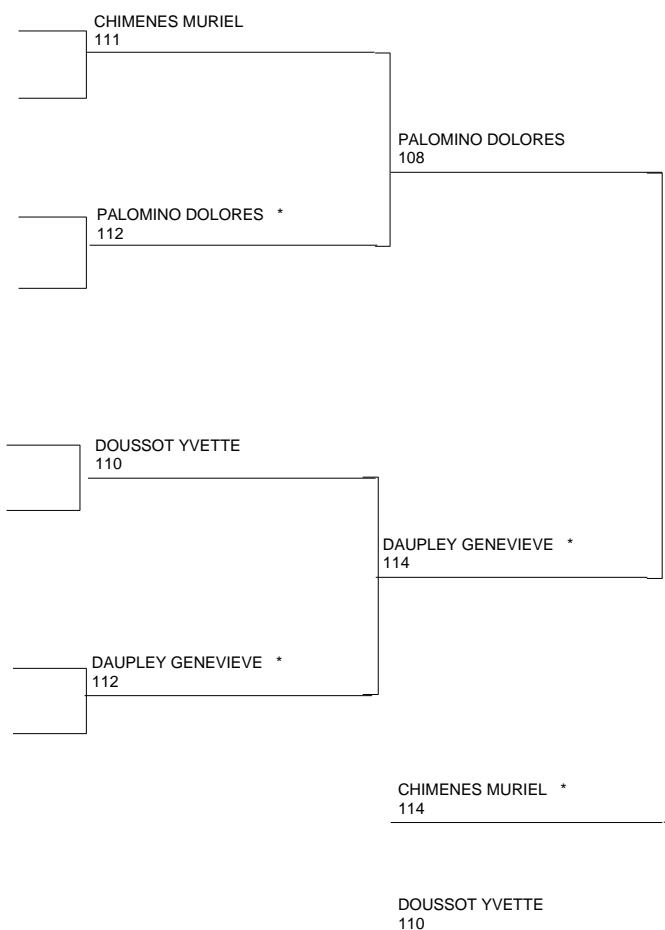 CHIMENES MURIEL
111
PALOMINO DOLORES
108
PALOMINO DOLORES *
112
DOUSSOT YVETTE
110
DAUPLEY GENEVIEVE *
114
DAUPLEY GENEVIEVE *
112
CHIMENES MURIEL *
114
DOUSSOT YVETTE
110